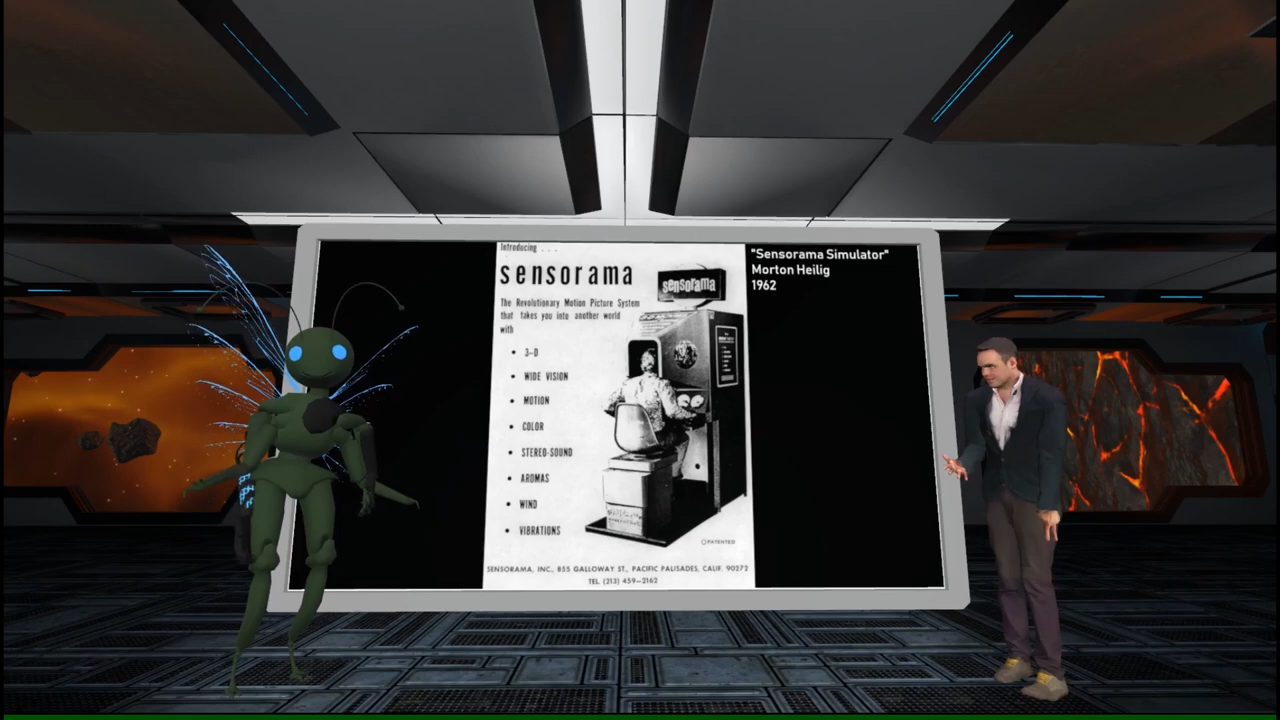 Introducing . . .
sensorama
sensorama
The Revolutionary Motion Picture System
that takes you into another world
with
• 3-D
• WIDE VISION
• MOTION
• COLOR
• STEREO-SOUND
• AROMAS
• WIND
• VIBRATIONS
PATENTED
SENSORAMA, INC., 855 GALLOWAY ST., PACIFIC PALISADES, CALIF. 90272
TEL. (213) 459-2162
"Sensorama Simulator"
Morton Heilig
1962